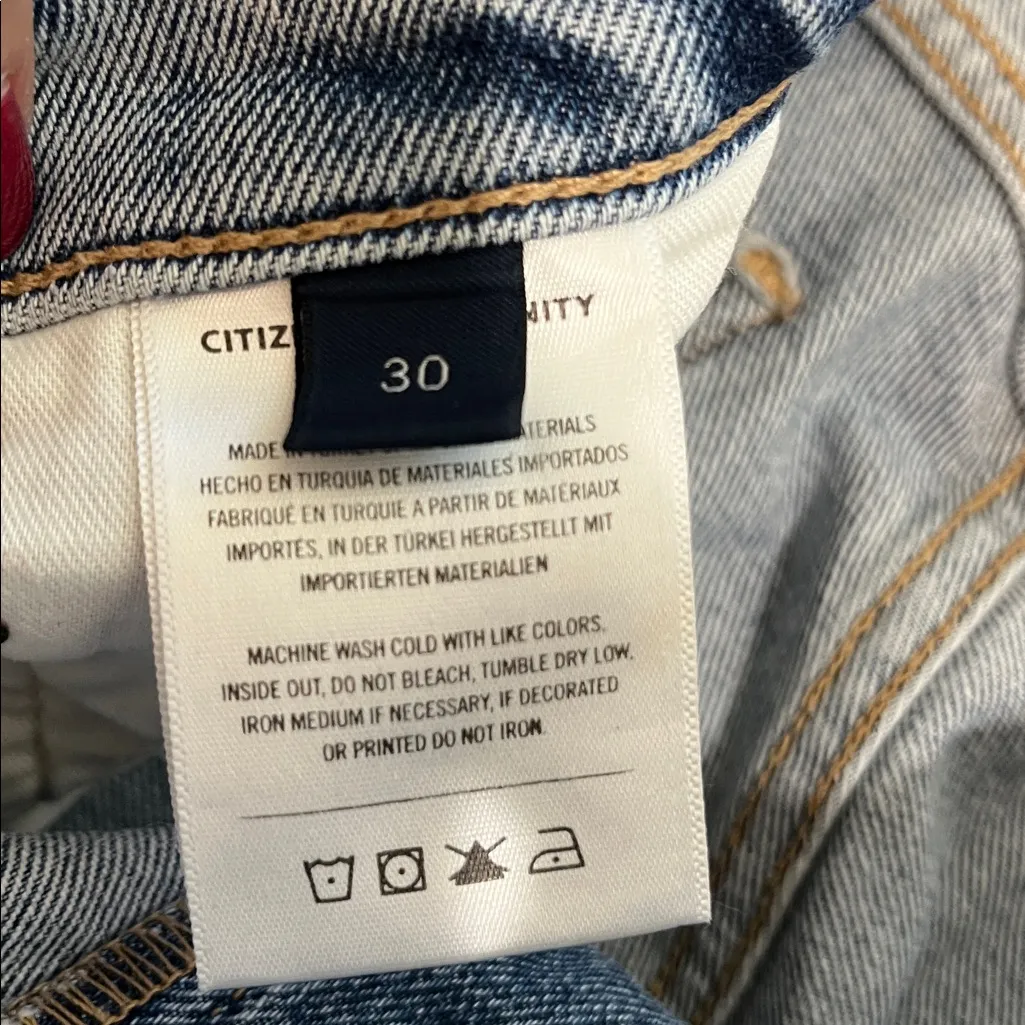 CITIZ NITY
30
MADE IN ATERIALS
HECHO EN TURQUIA DE MATERIALES IMPORTADOS
FABRIQUÉ EN TURQUIE A PARTIR DE MATÉRIAUX
IMPORTÉS, IN DER TÜRKEI HERGESTELLT MIT
IMPORTIERTEN MATERIALIEN
MACHINE WASH COLD WITH LIKE COLORS,
INSIDE OUT, DO NOT BLEACH, TUMBLE DRY LOW,
IRON MEDIUM IF NECESSARY, IF DECORATED
OR PRINTED DO NOT IRON